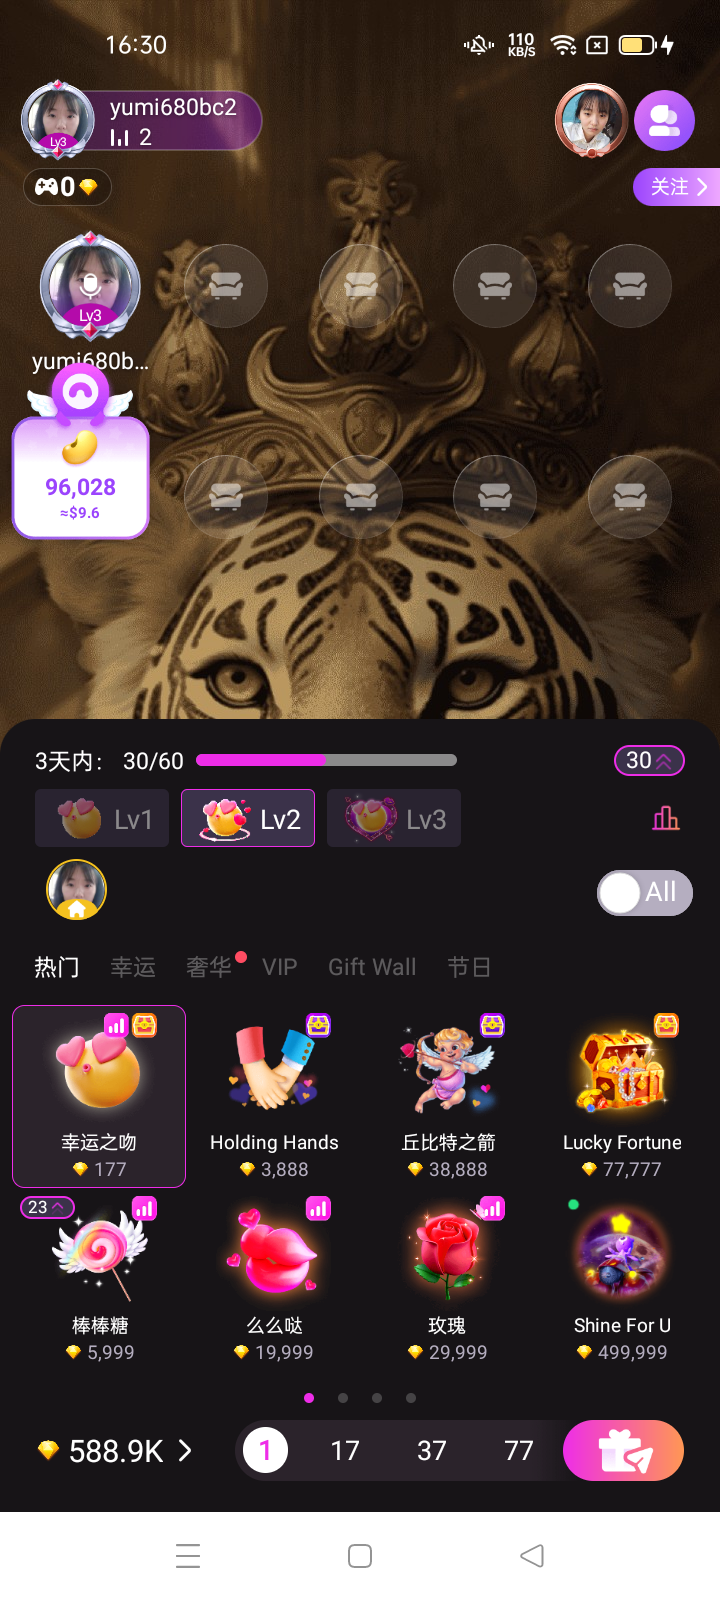 16:30
110
KB/S
yumi680bc2
Lv3
2
0
关注
Lv3
yumi680b...
96,028
≈$9.6
3天内: 30/60
30
Lv1
Lv2
Lv3
All
热门 幸运 奢华 VIP Gift Wall 节日
幸运之吻
177
Holding Hands
3,888
丘比特之箭
38,888
Lucky Fortune
77,777
23
棒棒糖
5,999
么么哒
19,999
玫瑰
29,999
Shine For U
499,999
588.9K
1 17 37 77